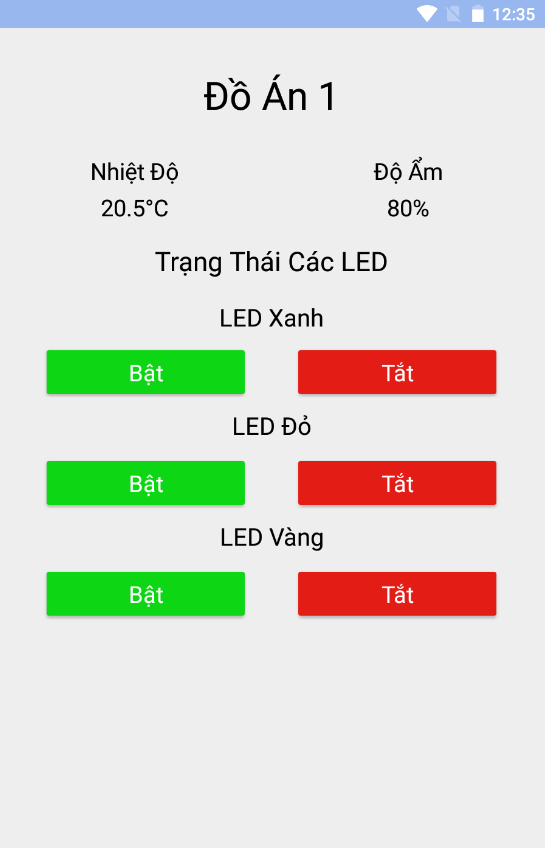 12:35
Đồ Án 1
Nhiệt Độ Độ Ẩm
20.5°C 80%
Trạng Thái Các LED
LED Xanh
Bật Tắt
LED Đỏ
Bật Tắt
LED Vàng
Bật Tắt